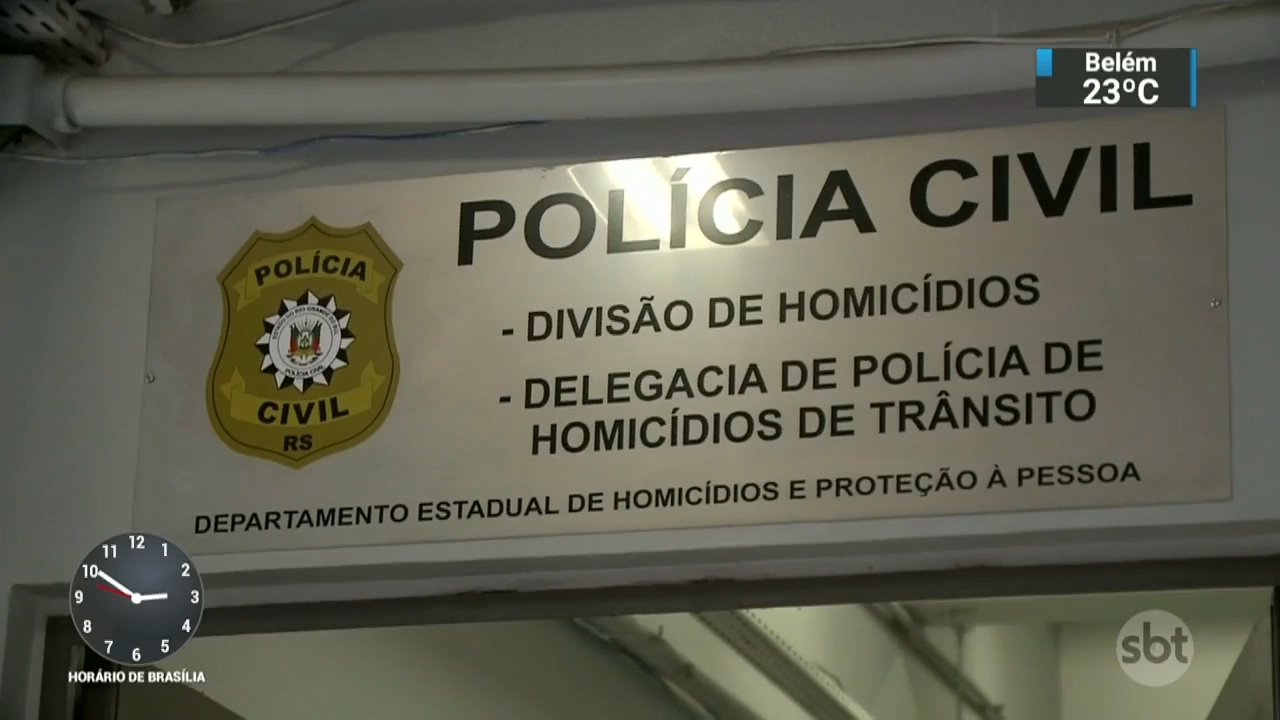 Belém
23ºC
POLÍCIA CIVIL
- DIVISÃO DE HOMICÍDIOS
- DELEGACIA DE POLÍCIA DE
HOMICÍDIOS DE TRÂNSITO
DEPARTAMENTO ESTADUAL DE HOMICÍDIOS E PROTEÇÃO À PESSOA
POLÍCIA
CIVIL
RS
12
11 1
10 2
9 3
8 4
7 5
6
HORÁRIO DE BRASÍLIA
sbt